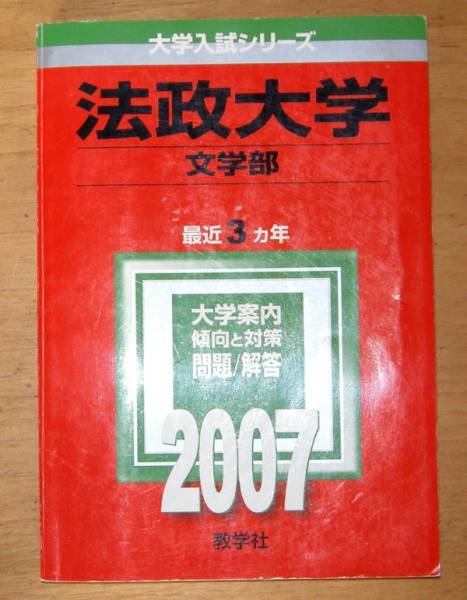 大学入試シリーズ
法政大学
文学部
最近3ヵ年
大学案内
傾向と対策
問題/解答
2007
教学社